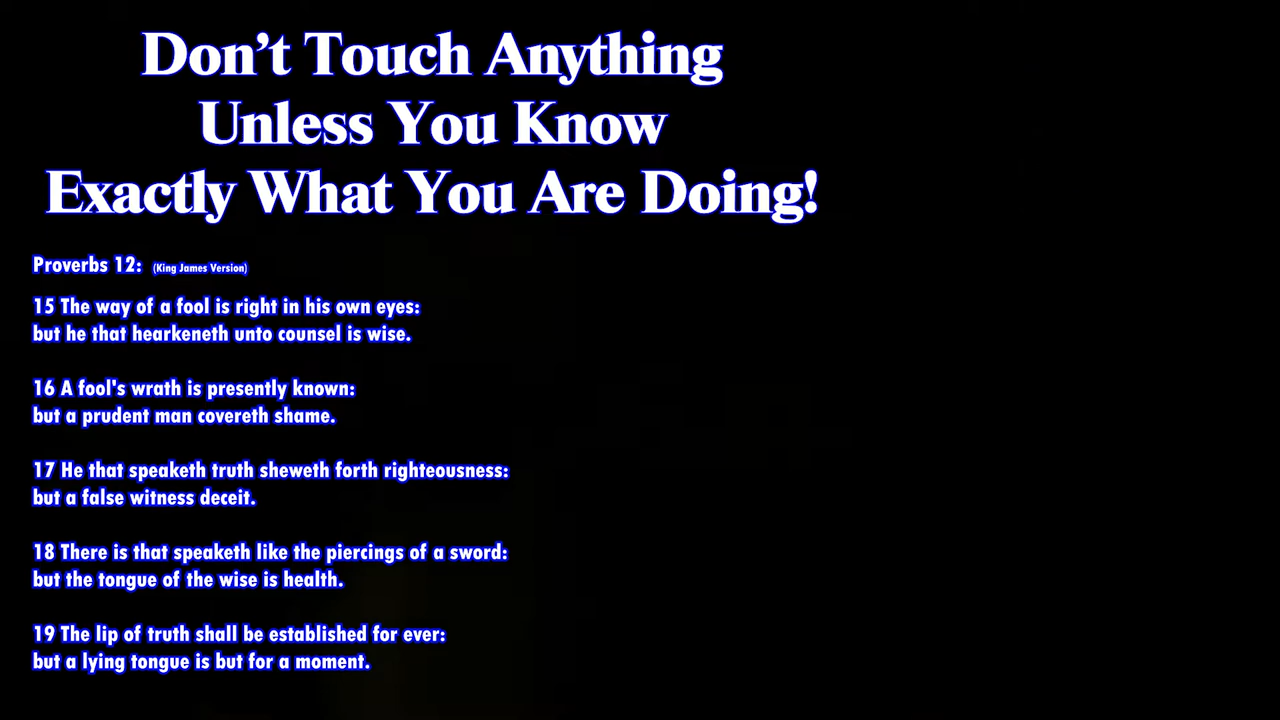 Don’t Touch Anything
Unless You Know
Exactly What You Are Doing!
Proverbs 12: (King James Version)
15 The way of a fool is right in his own eyes:
but he that hearkeneth unto counsel is wise.
16 A fool's wrath is presently known:
but a prudent man covereth shame.
17 He that speaketh truth sheweth forth righteousness:
but a false witness deceit.
18 There is that speaketh like the piercings of a sword:
but the tongue of the wise is health.
19 The lip of truth shall be established for ever:
but a lying tongue is but for a moment.